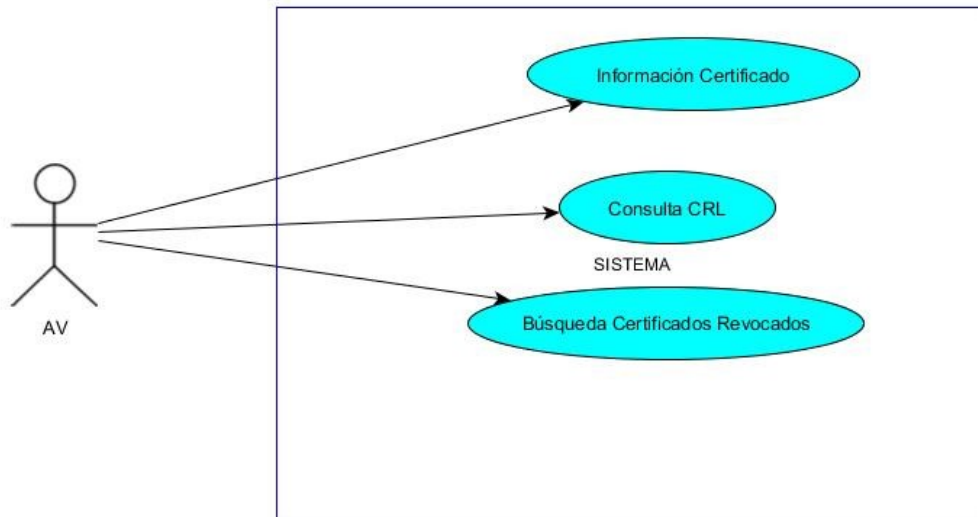 Información Certificado
Consulta CRL
SISTEMA
Búsqueda Certificados Revocados
AV